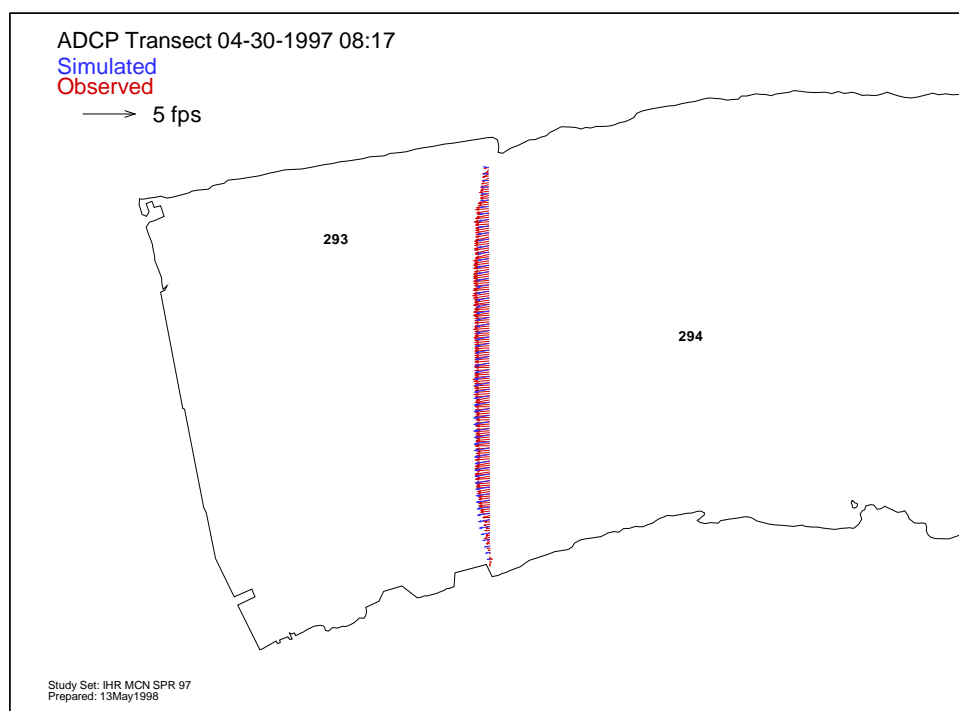 ADCP Transect 04-30-1997 08:17
Simulated
Observed
5 fps
293
294
Study Set: IHR MCN SPR 97
Prepared: 13May1998